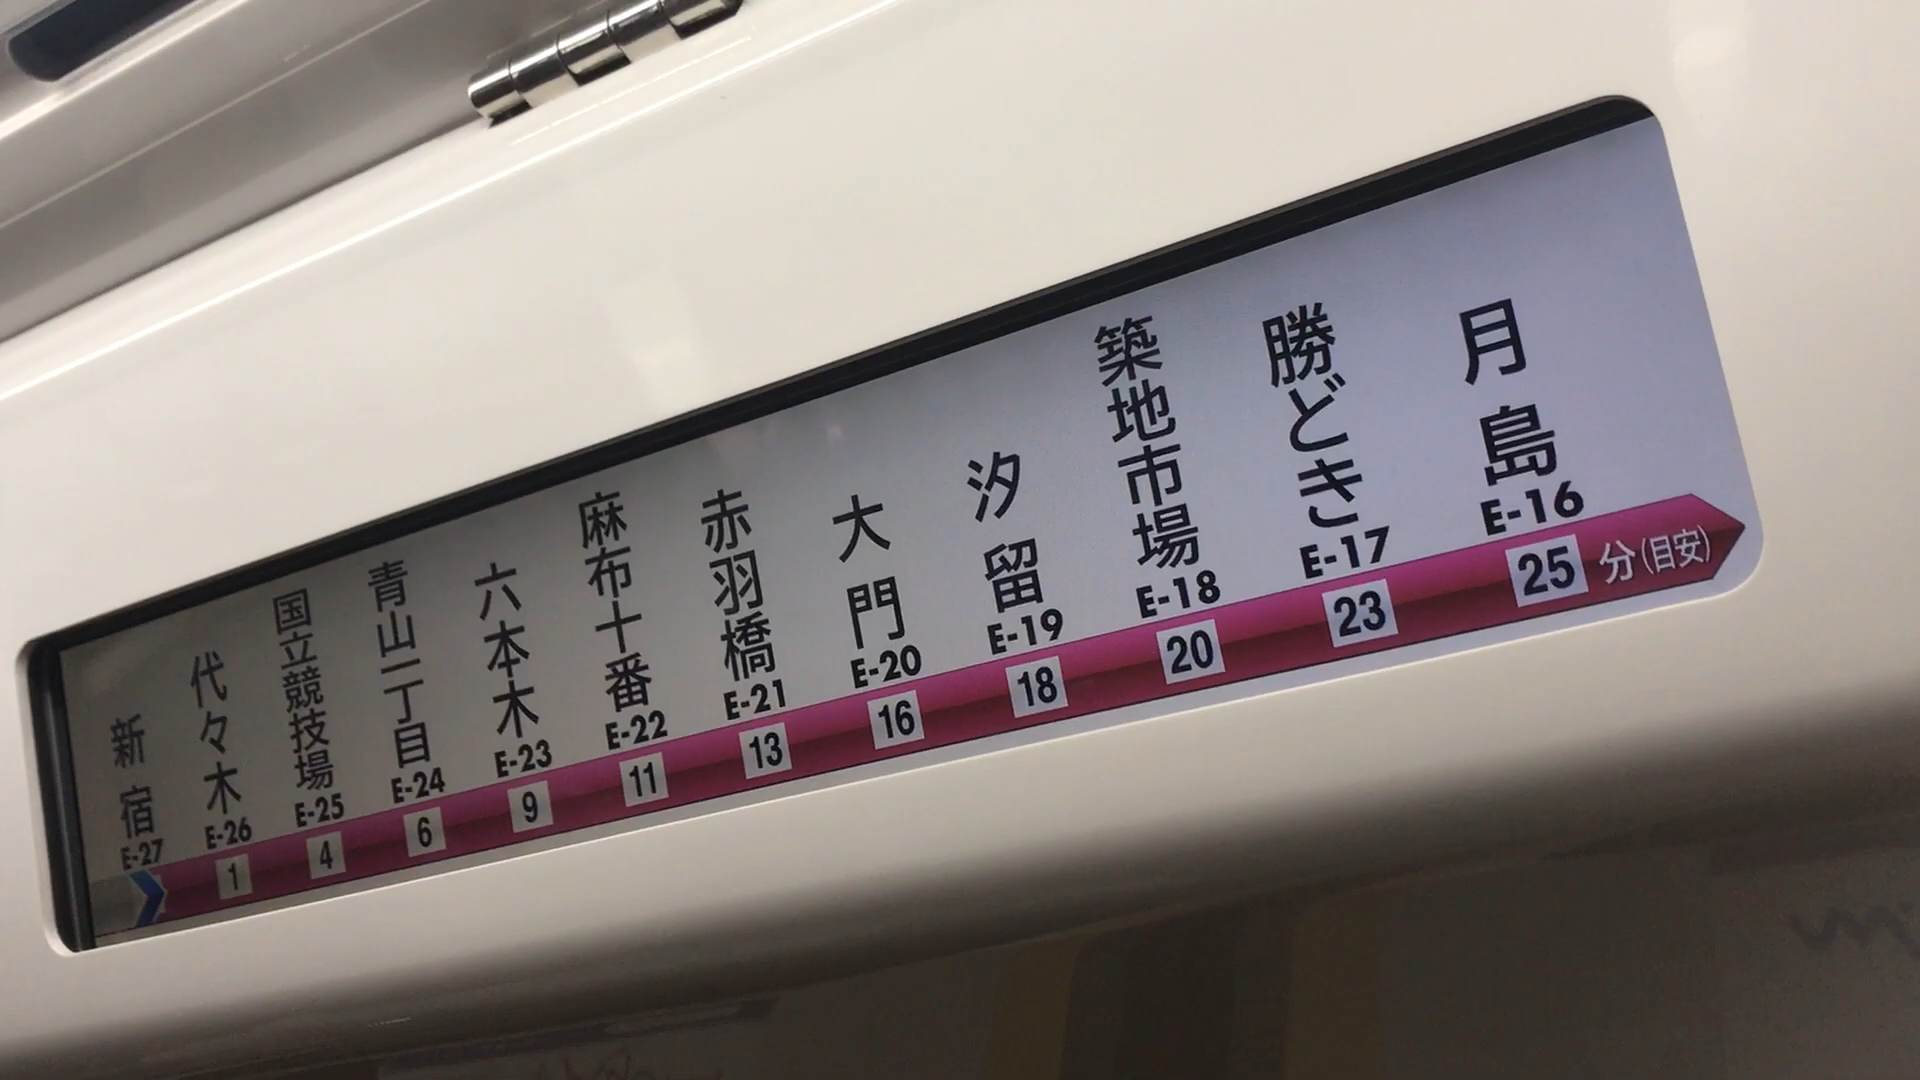 新宿
E-27
代々木
E-26
1
国立競技場
E-25
4
青山一丁目
E-24
6
六本木
E-23
9
麻布十番
E-22
11
赤羽橋
E-21
13
大門
E-20
16
汐留
E-19
18
築地市場
E-18
20
勝どき
E-17
23
月島
E-16
25
分(目安)